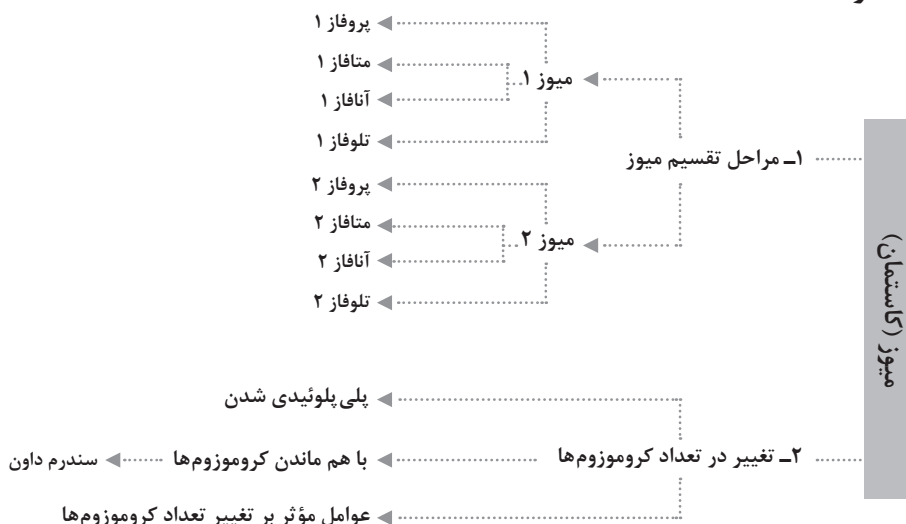 میوز (کاستمان)
۱ـ مراحل تقسیم میوز
میوز ۱
پروفاز ۱
متافاز ۱
آنافاز ۱
تلوفاز ۱
میوز ۲
پروفاز ۲
متافاز ۲
آنافاز ۲
تلوفاز ۲
۲ـ تغییر در تعداد کروموزوم‌ها
پلی‌پلوئیدی شدن
با هم ماندن کروموزوم‌ها
سندرم داون
عوامل مؤثر بر تغییر تعداد کروموزوم‌ها